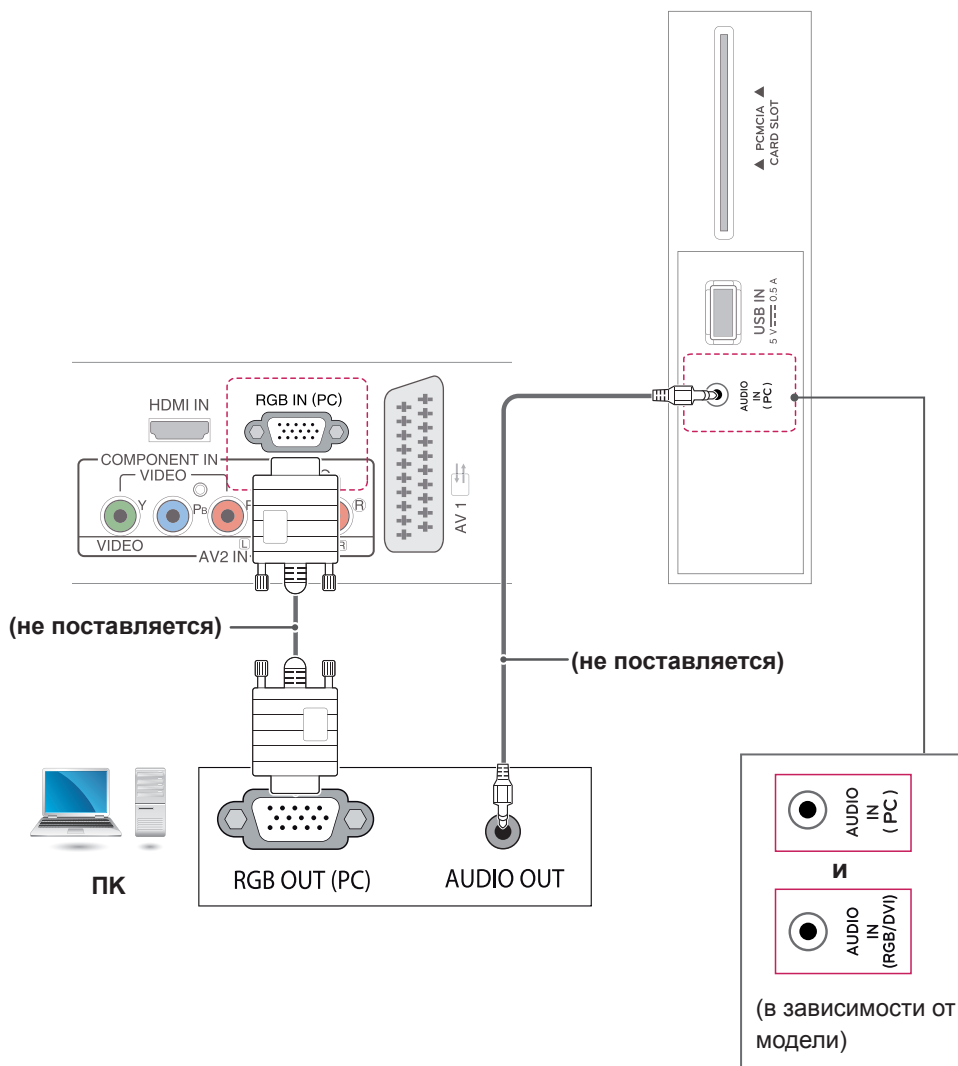 ▲ PCMCIA ▲
CARD SLOT
USB IN
5 V 0.5 A
AUDIO
IN
(PC)
HDMI IN
RGB IN (PC)
COMPONENT IN
VIDEO
Y
PB
R
VIDEO
L
R
AV2 IN
AV 1
(не поставляется)
(не поставляется)
ПК
RGB OUT (PC)
AUDIO OUT
AUDIO
IN
(PC)
и
AUDIO
IN
(RGB/DVI)
(в зависимости от
модели)